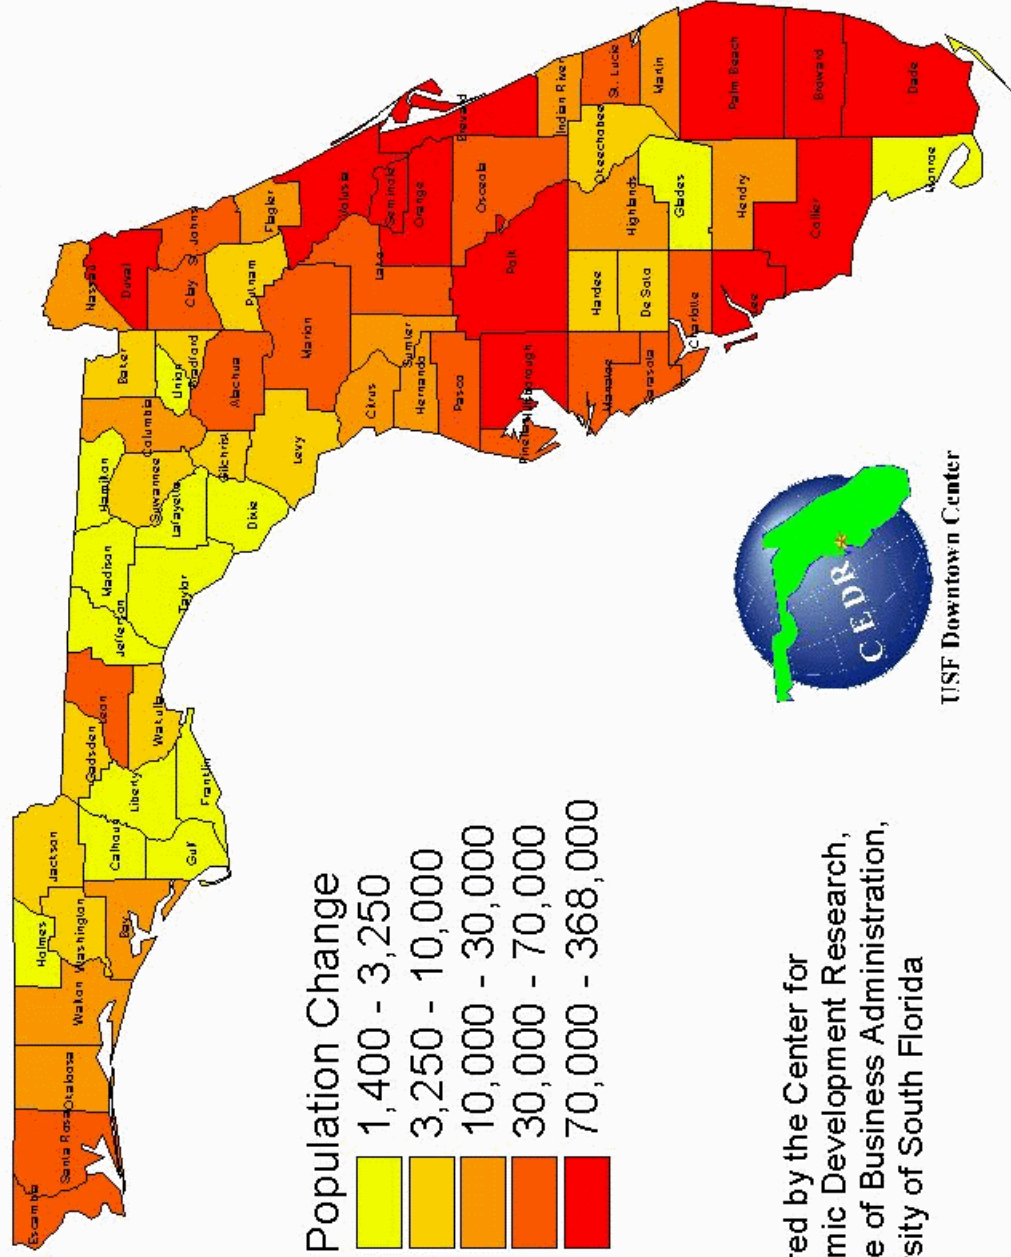 Escambia
Santa Rosa
Okaloosa
Walton
Holmes
Washington
Bay
Jackson
Calhoun
Gulf
Gadsden
Liberty
Franklin
Leon
Wakulla
Jefferson
Madison
Taylor
Hamilton
Suwannee
Lafayette
Dixie
Columbia
Gilchrist
Levy
Baker
Union
Bradford
Alachua
Nassau
Duval
Clay
St. Johns
Putnam
Flagler
Marion
Volusia
Citrus
Sumter
Hernando
Lake
Seminole
Orange
Pasco
Pinellas
Hillsborough
Polk
Osceola
Brevard
Manatee
Hardee
Highlands
Okeechobee
Indian River
St. Lucie
Martin
Sarasota
De Soto
Charlotte
Glades
Lee
Hendry
Palm Beach
Collier
Broward
Monroe
Dade
Population Change
1,400 - 3,250
3,250 - 10,000
10,000 - 30,000
30,000 - 70,000
70,000 - 368,000
red by the Center for
mic Development Research,
e of Business Administration,
sity of South Florida
CEDR
USF Downtown Center